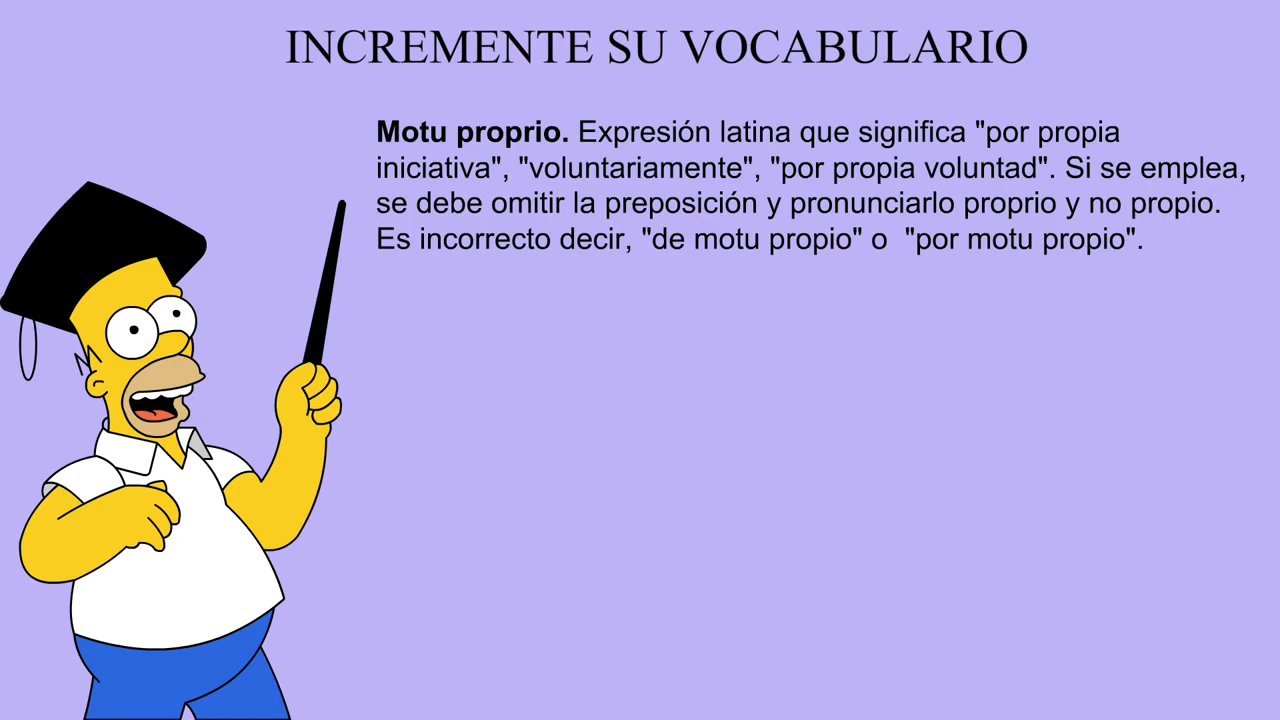 INCREMENTE SU VOCABULARIO
Motu proprio. Expresión latina que significa "por propia
iniciativa", "voluntariamente", "por propia voluntad". Si se emplea,
se debe omitir la preposición y pronunciarlo proprio y no propio.
Es incorrecto decir, "de motu propio" o  "por motu propio".